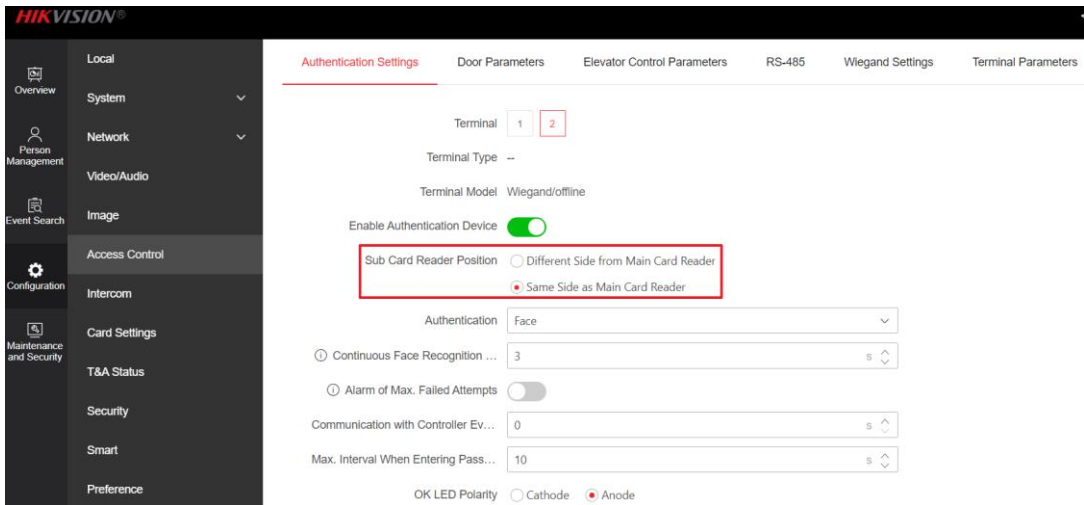 HIKVISION®
Overview
Person
Management
Event Search
Configuration
Maintenance
and Security
Local
System
Network
Video/Audio
Image
Access Control
Intercom
Card Settings
T&A Status
Security
Smart
Preference
Authentication Settings Door Parameters Elevator Control Parameters RS-485 Wiegand Settings Terminal Parameters
Terminal 1 2
Terminal Type --
Terminal Model Wiegand/offline
Enable Authentication Device
Sub Card Reader Position Different Side from Main Card Reader
Same Side as Main Card Reader
Authentication Face
Continuous Face Recognition ... 3 s
Alarm of Max. Failed Attempts
Communication with Controller Ev... 0 s
Max. Interval When Entering Pass... 10 s
OK LED Polarity Cathode Anode